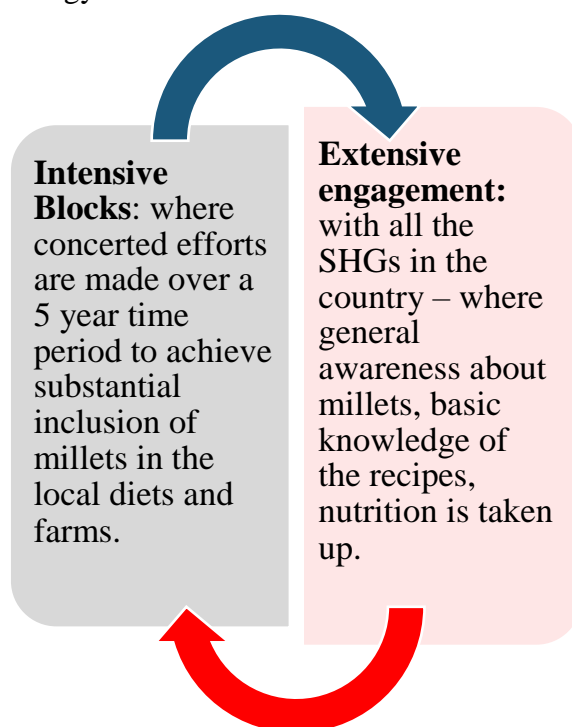 Intensive
Blocks: where
concerted efforts
are made over a
5 year time
period to achieve
substantial
inclusion of
millets in the
local diets and
farms.
Extensive
engagement:
with all the
SHGs in the
country – where
general
awareness about
millets, basic
knowledge of
the recipes,
nutrition is taken
up.